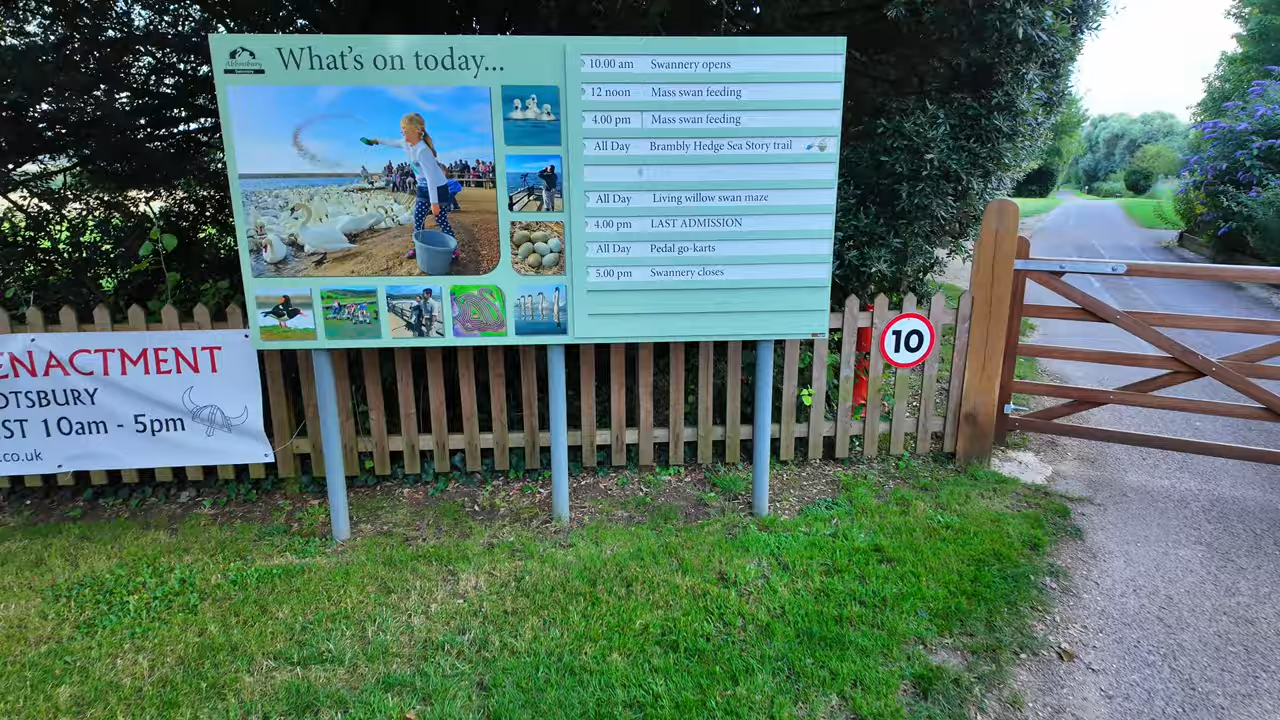 Abbotsbury
What's on today...
10.00 am Swannery opens
12 noon Mass swan feeding
4.00 pm Mass swan feeding
All Day Brambly Hedge Sea Story trail
All Day Living willow swan maze
4.00 pm LAST ADMISSION
All Day Pedal go-karts
5.00 pm Swannery closes
ENACTMENT
OTSBURY
ST 10am - 5pm
.co.uk
10